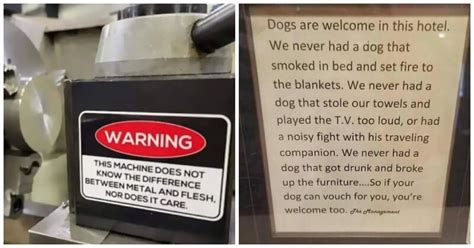 WARNING
THIS MACHINE DOES NOT
KNOW THE DIFFERENCE
BETWEEN METAL AND FLESH,
NOR DOES IT CARE.
Dogs are welcome in this hotel.
We never had a dog that
smoked in bed and set fire to
the blankets. We never had a
dog that stole our towels and
played the T.V. too loud, or had
a noisy fight with his traveling
companion. We never had a
dog that got drunk and broke
up the furniture....So if your
dog can vouch for you, you're
welcome too. The Management